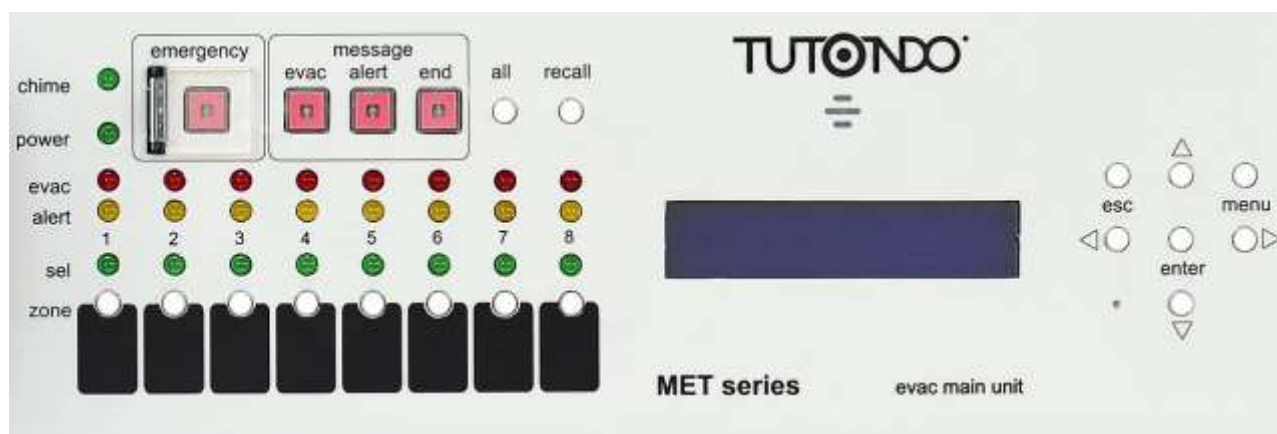 emergency
message
evac alert end
all recall
chime
power
evac
alert
1 2 3 4 5 6 7 8
sel
zone
TUTONDO
esc
menu
enter
MET series
evac main unit